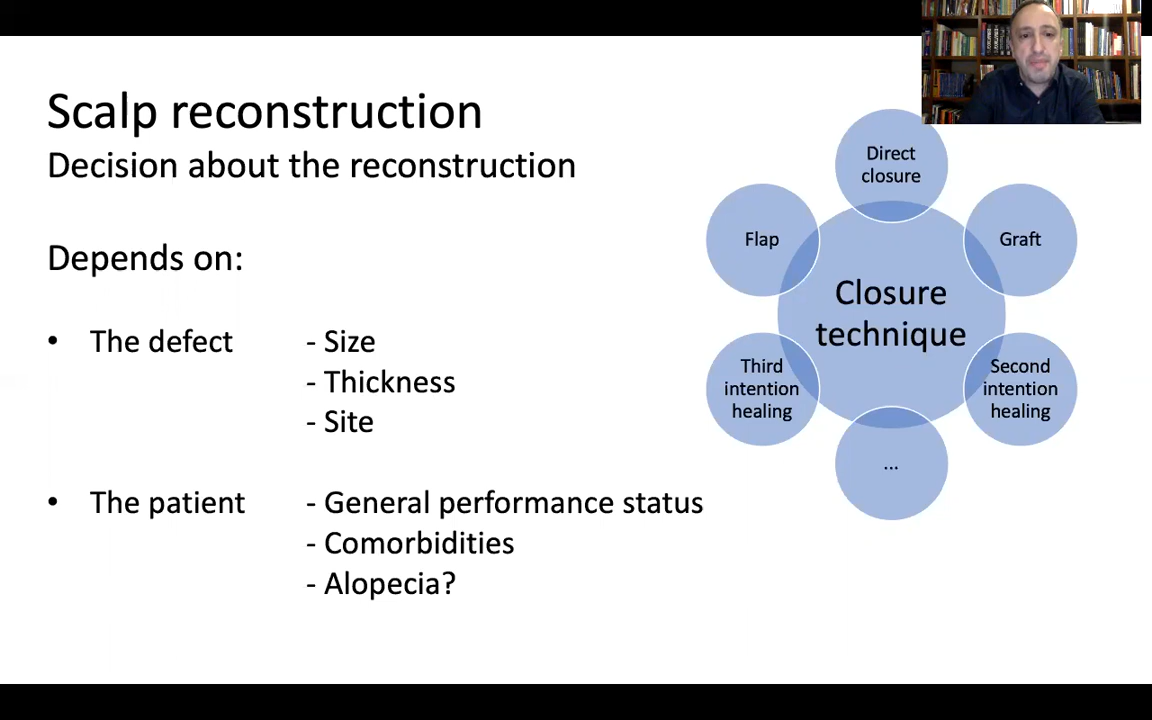 Scalp reconstruction
Decision about the reconstruction
Depends on:
• The defect - Size
- Thickness
- Site
• The patient - General performance status
- Comorbidities
- Alopecia?
Direct
closure
Flap
Graft
Closure
technique
Third
intention
healing
Second
intention
healing
...